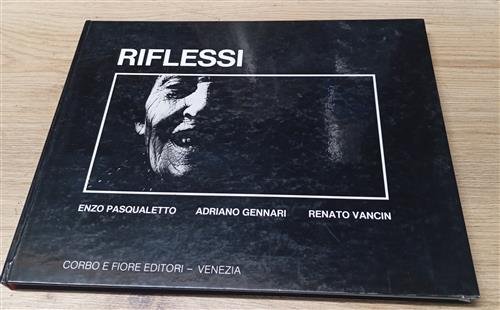 RIFLESSI
ENZO PASQUALETTO ADRIANO GENNARI RENATO VANCIN
CORBO E FIORE EDITORI – VENEZIA